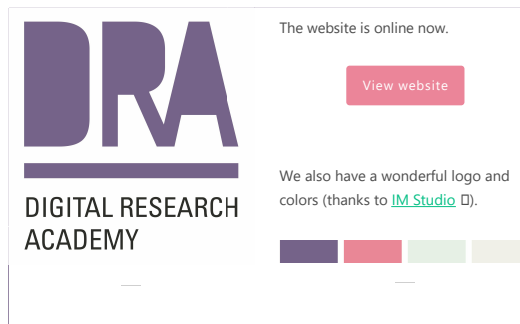 DRA
DIGITAL RESEARCH
ACADEMY
The website is online now.
View website
We also have a wonderful logo and
colors (thanks to IM Studio ▯).